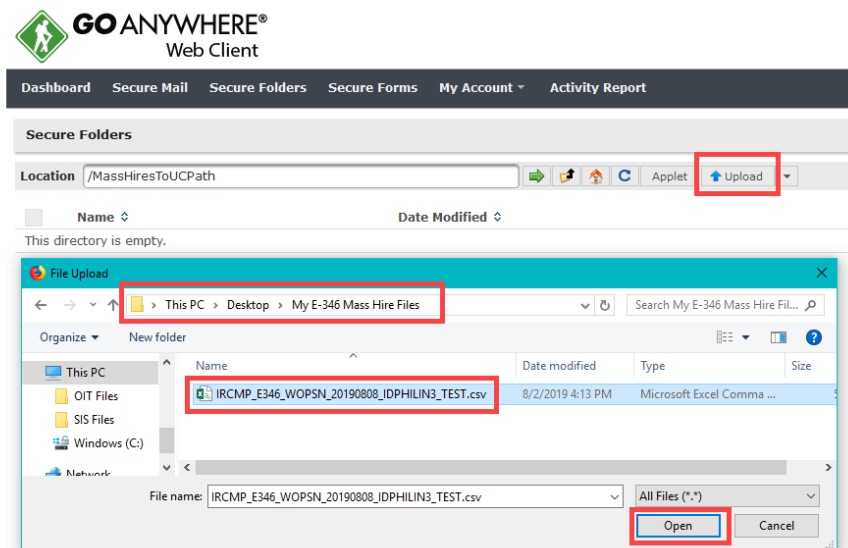 GO ANYWHERE®
Web Client
Dashboard Secure Mail Secure Folders Secure Forms My Account Activity Report
Secure Folders
Location /MassHiresToUCPath Applet Upload
Name Date Modified
This directory is empty.
File Upload
This PC > Desktop > My E-346 Mass Hire Files Search My E-346 Mass Hire Fil...
Organize New folder
Name Date modified Type Size
This PC
IRCMP_E346_WOPSN_20190808_IDPHILIN3_TEST.csv 8/2/2019 4:13 PM Microsoft Excel Comma ...
OIT Files
SIS Files
Windows (C:)
Network
File name: IRCMP_E346_WOPSN_20190808_IDPHILIN3_TEST.csv All Files (*.*)
Open Cancel